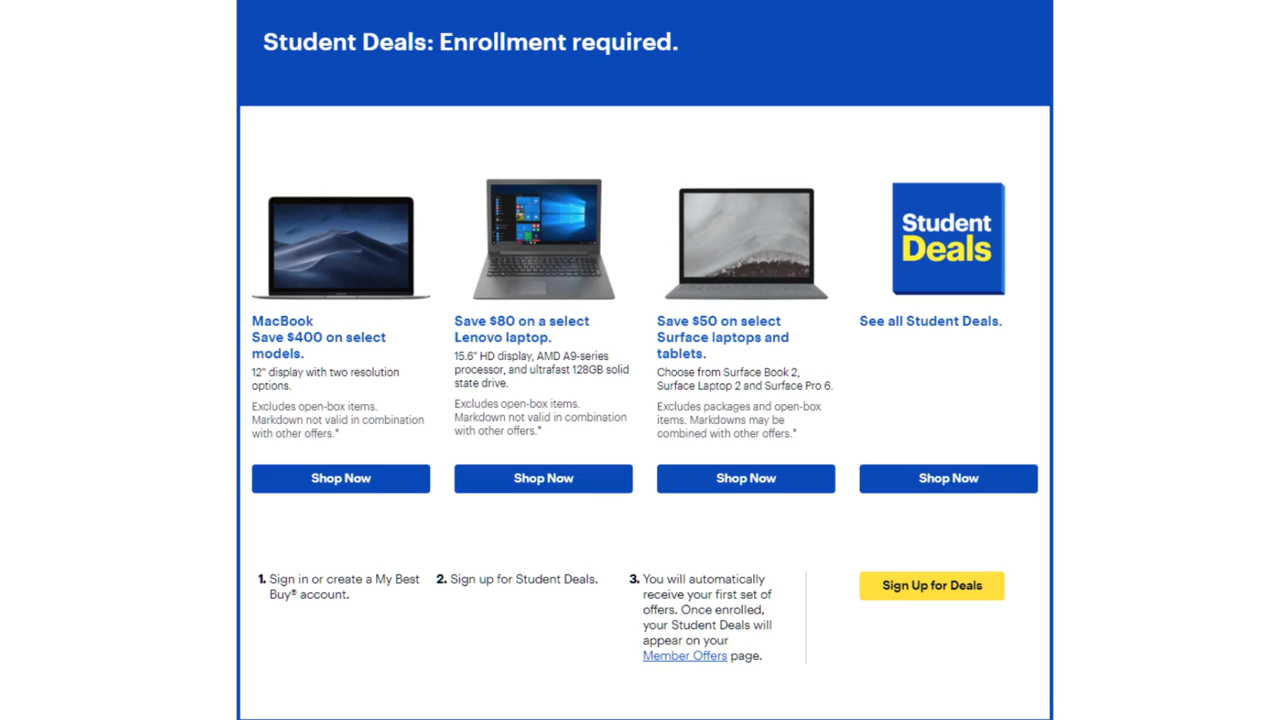 Student Deals: Enrollment required.
Student
Deals
MacBook
Save $400 on select
models.
12" display with two resolution
options.
Excludes open-box items.
Markdown not valid in combination
with other offers.*
Shop Now
Save $80 on a select
Lenovo laptop.
15.6" HD display, AMD A9-series
processor, and ultrafast 128GB solid
state drive.
Excludes open-box items.
Markdown not valid in combination
with other offers.*
Shop Now
Save $50 on select
Surface laptops and
tablets.
Choose from Surface Book 2,
Surface Laptop 2 and Surface Pro 6.
Excludes packages and open-box
items. Markdowns may be
combined with other offers.*
Shop Now
See all Student Deals.
Shop Now
1. Sign in or create a My Best
Buy® account.
2. Sign up for Student Deals.
3. You will automatically
receive your first set of
offers. Once enrolled,
your Student Deals will
appear on your
Member Offers page.
Sign Up for Deals